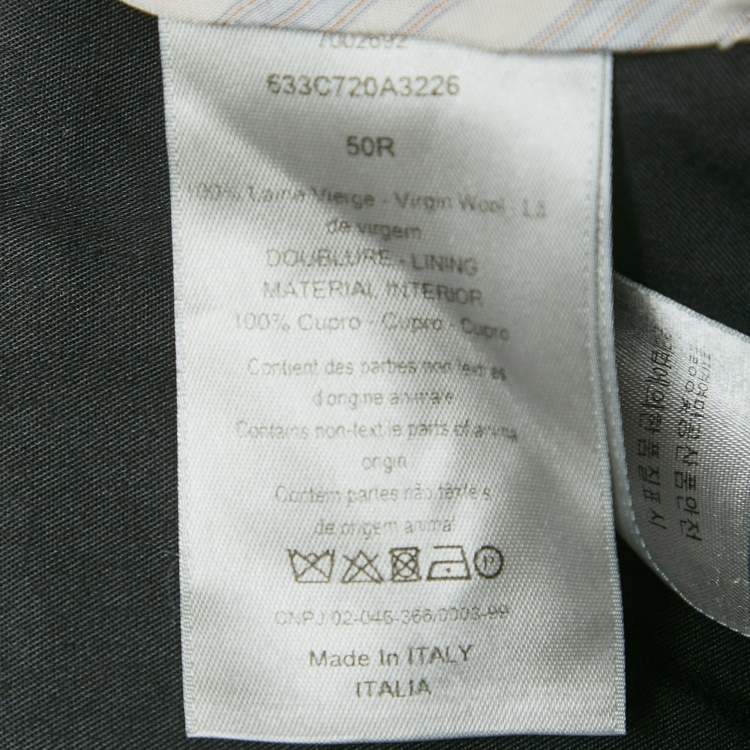 7002692
633C720A3226
50R
100% Laine Vierge - Virgin Wool - Lã
de virgem
DOUBLURE - LINING
MATERIAL INTERIOR
100% Cupro - Cupro - Cupro
Contient des parties non textiles
d'origine animale
Contains non-textile parts of animal
origin
Contém partes não têxteis
de origem animal
CNPJ 02-046-366/0003-99
Made In ITALY
ITALIA